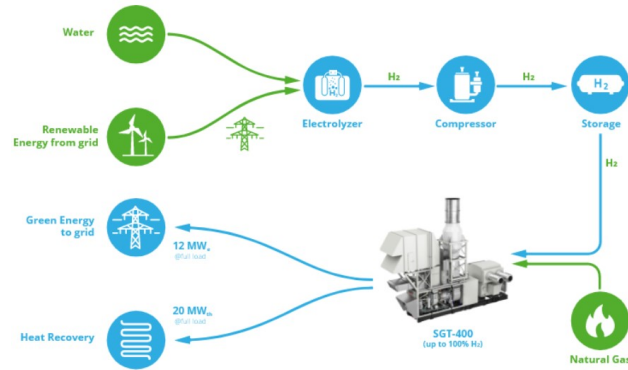 Water
H₂
H₂
Electrolyzer
Compressor
H₂
Storage
Renewable
Energy from grid
H₂
Green Energy
to grid
12 MWₑ
@full load
20 MWₜₕ
@full load
Heat Recovery
SGT-400
(up to 100% H₂)
Natural Gas